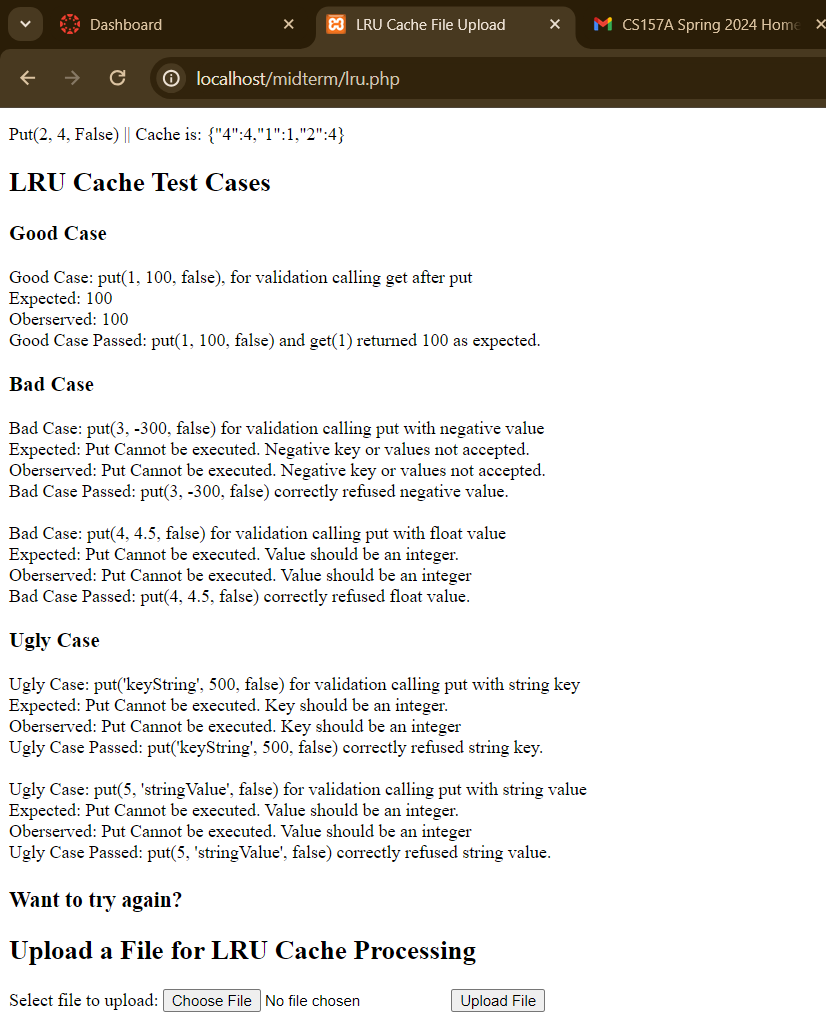 Dashboard
LRU Cache File Upload
CS157A Spring 2024 Home
localhost/midterm/lru.php
Put(2, 4, False) || Cache is: {"4":4,"1":1,"2":4}
LRU Cache Test Cases
Good Case
Good Case: put(1, 100, false), for validation calling get after put
Expected: 100
Oberserved: 100
Good Case Passed: put(1, 100, false) and get(1) returned 100 as expected.
Bad Case
Bad Case: put(3, -300, false) for validation calling put with negative value
Expected: Put Cannot be executed. Negative key or values not accepted.
Oberserved: Put Cannot be executed. Negative key or values not accepted.
Bad Case Passed: put(3, -300, false) correctly refused negative value.
Bad Case: put(4, 4.5, false) for validation calling put with float value
Expected: Put Cannot be executed. Value should be an integer.
Oberserved: Put Cannot be executed. Value should be an integer
Bad Case Passed: put(4, 4.5, false) correctly refused float value.
Ugly Case
Ugly Case: put('keyString', 500, false) for validation calling put with string key
Expected: Put Cannot be executed. Key should be an integer.
Oberserved: Put Cannot be executed. Key should be an integer
Ugly Case Passed: put('keyString', 500, false) correctly refused string key.
Ugly Case: put(5, 'stringValue', false) for validation calling put with string value
Expected: Put Cannot be executed. Value should be an integer.
Oberserved: Put Cannot be executed. Value should be an integer
Ugly Case Passed: put(5, 'stringValue', false) correctly refused string value.
Want to try again?
Upload a File for LRU Cache Processing
Select file to upload: Choose File No file chosen Upload File